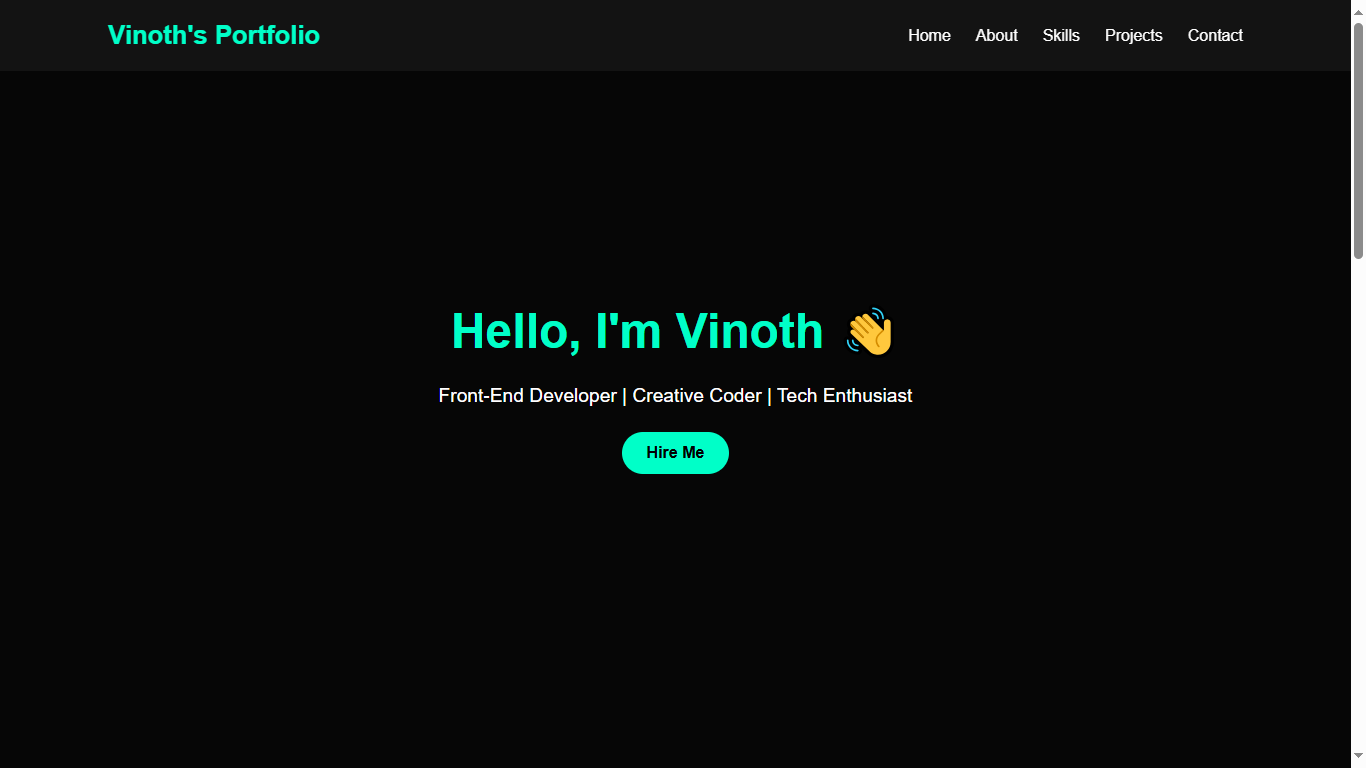 Vinoth's Portfolio
Home About Skills Projects Contact
Hello, I'm Vinoth 👋
Front-End Developer | Creative Coder | Tech Enthusiast
Hire Me